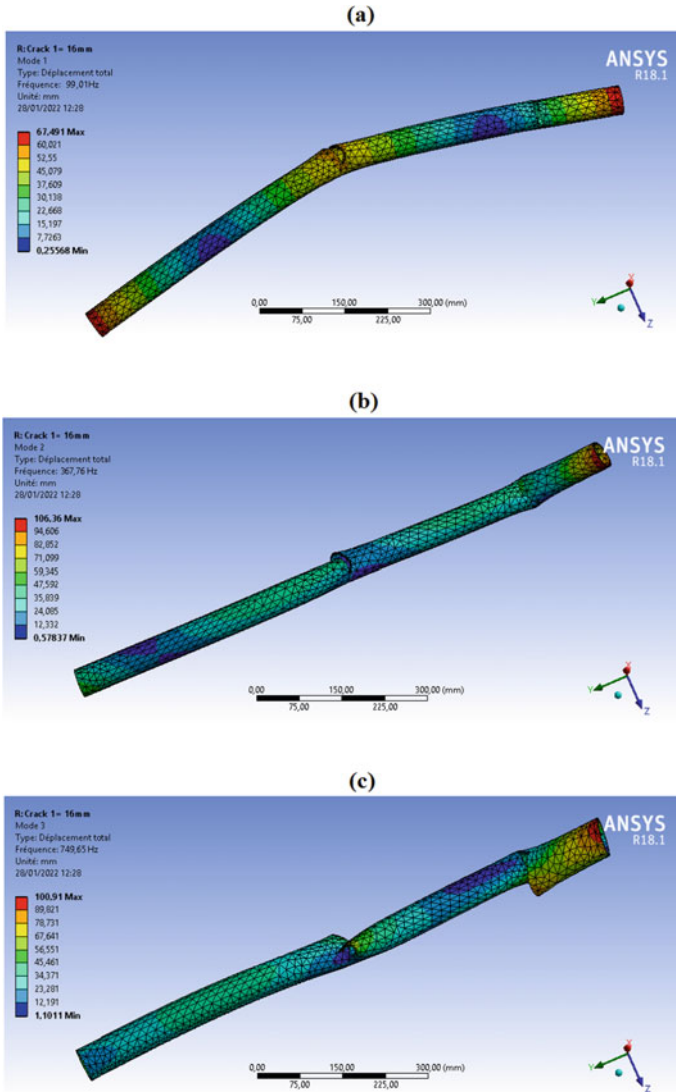 (a)
R: Crack 1= 16mm
Mode 1
Type: Déplacement total
Fréquence: 99,01Hz
Unité: mm
28/01/2022 12:28
67,491 Max
60,021
52,55
45,079
37,609
30,138
22,668
15,197
7,7263
0,25568 Min
ANSYS
R18.1
0,00 150,00 300,00 (mm)
75,00 225,00
X
Y
Z
(b)
R: Crack 1= 16mm
Mode 2
Type: Déplacement total
Fréquence: 367,76 Hz
Unité: mm
28/01/2022 12:28
106,36 Max
94,606
82,852
71,099
59,345
47,592
35,839
24,085
12,332
0,57837 Min
ANSYS
R18.1
0,00 150,00 300,00 (mm)
75,00 225,00
X
Y
Z
(c)
R: Crack 1= 16mm
Mode 3
Type: Déplacement total
Fréquence: 749,65 Hz
Unité: mm
28/01/2022 12:28
100,91 Max
89,821
78,731
67,641
56,551
45,461
34,371
23,281
12,191
1,1011 Min
ANSYS
R18.1
0,00 150,00 300,00 (mm)
75,00 225,00
X
Y
Z